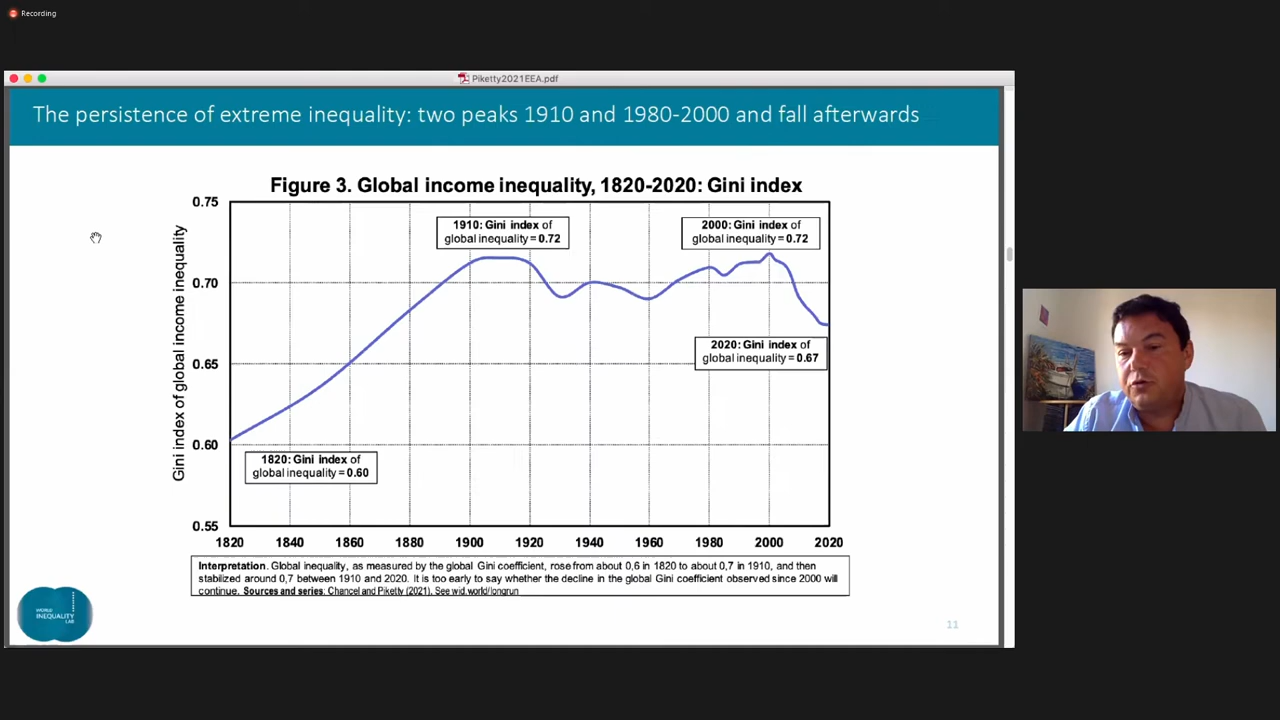 Recording
Piketty2021EEA.pdf
The persistence of extreme inequality: two peaks 1910 and 1980-2000 and fall afterwards
Figure 3. Global income inequality, 1820-2020: Gini index
Gini index of global income inequality
0.75
0.70
0.65
0.60
0.55
1910: Gini index of
global inequality = 0.72
2000: Gini index of
global inequality = 0.72
2020: Gini index of
global inequality = 0.67
1820: Gini index of
global inequality = 0.60
1820 1840 1860 1880 1900 1920 1940 1960 1980 2000 2020
Interpretation. Global inequality, as measured by the global Gini coefficient, rose from about 0,6 in 1820 to about 0,7 in 1910, and then
stabilized around 0,7 between 1910 and 2020. It is too early to say whether the decline in the global Gini coefficient observed since 2000 will
continue. Sources and series: Chancel and Piketty (2021). See wid.world/longrun
WORLD
INEQUALITY
LAB
11